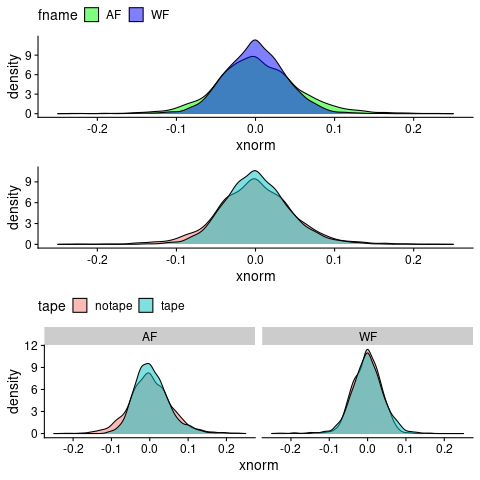 fname AF WF
density
9
6
3
0
-0.2 -0.1 0.0 0.1 0.2
xnorm
density
9
6
3
0
-0.2 -0.1 0.0 0.1 0.2
xnorm
tape notape tape
AF WF
density
12
9
6
3
0
-0.2 -0.1 0.0 0.1 0.2 -0.2 -0.1 0.0 0.1 0.2
xnorm